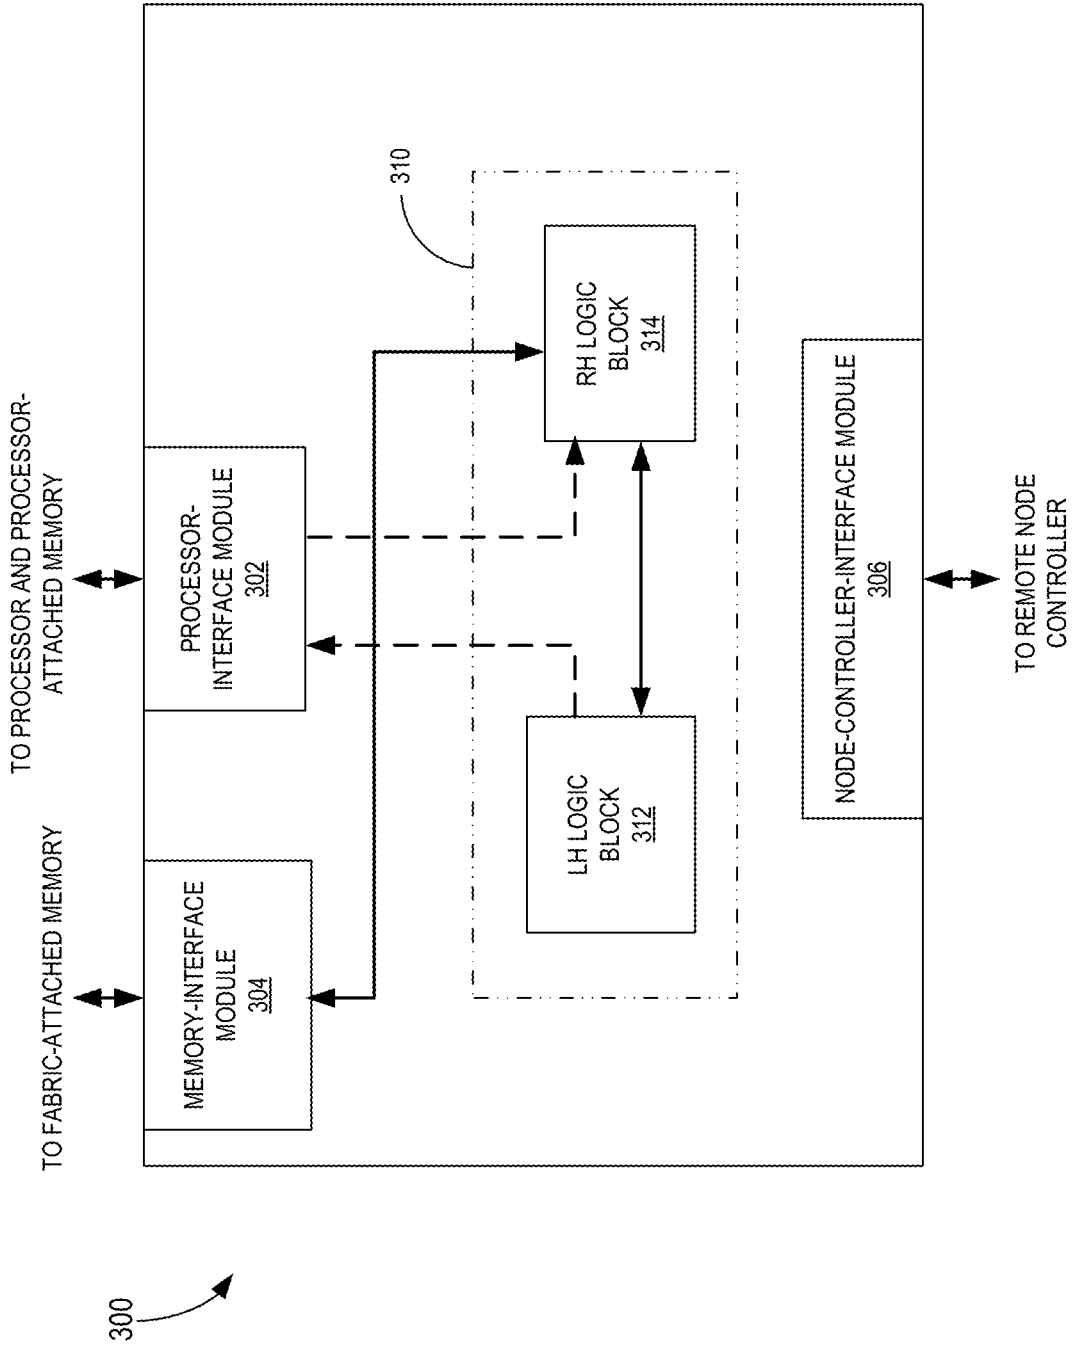 TO FABRIC-ATTACHED MEMORY
TO PROCESSOR AND PROCESSOR-
ATTACHED MEMORY
300
MEMORY-INTERFACE
MODULE
304
PROCESSOR-
INTERFACE MODULE
302
310
LH LOGIC
BLOCK
312
RH LOGIC
BLOCK
314
NODE-CONTROLLER-INTERFACE MODULE
306
TO REMOTE NODE
CONTROLLER